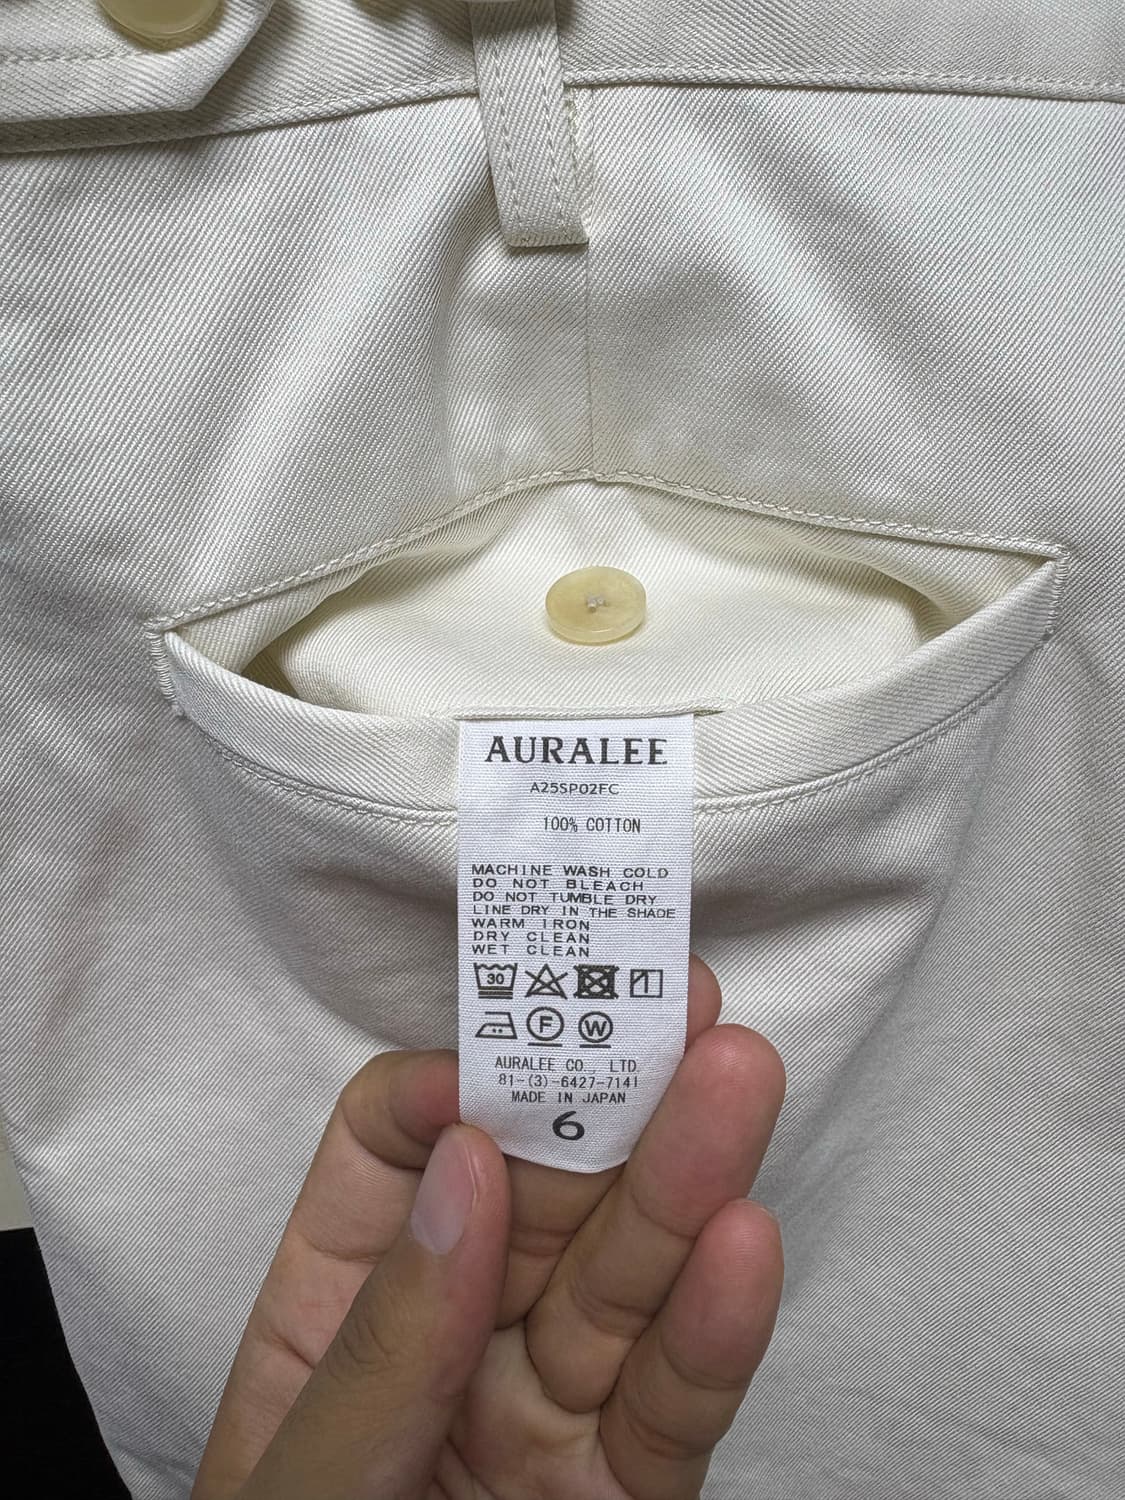 AURALEE
A25SP02FC
100% COTTON
MACHINE WASH COLD
DO NOT BLEACH
DO NOT TUMBLE DRY
LINE DRY IN THE SHADE
WARM IRON
DRY CLEAN
WET CLEAN
30
F W
AURALEE CO., LTD.
81-(3)-6427-7141
MADE IN JAPAN
6